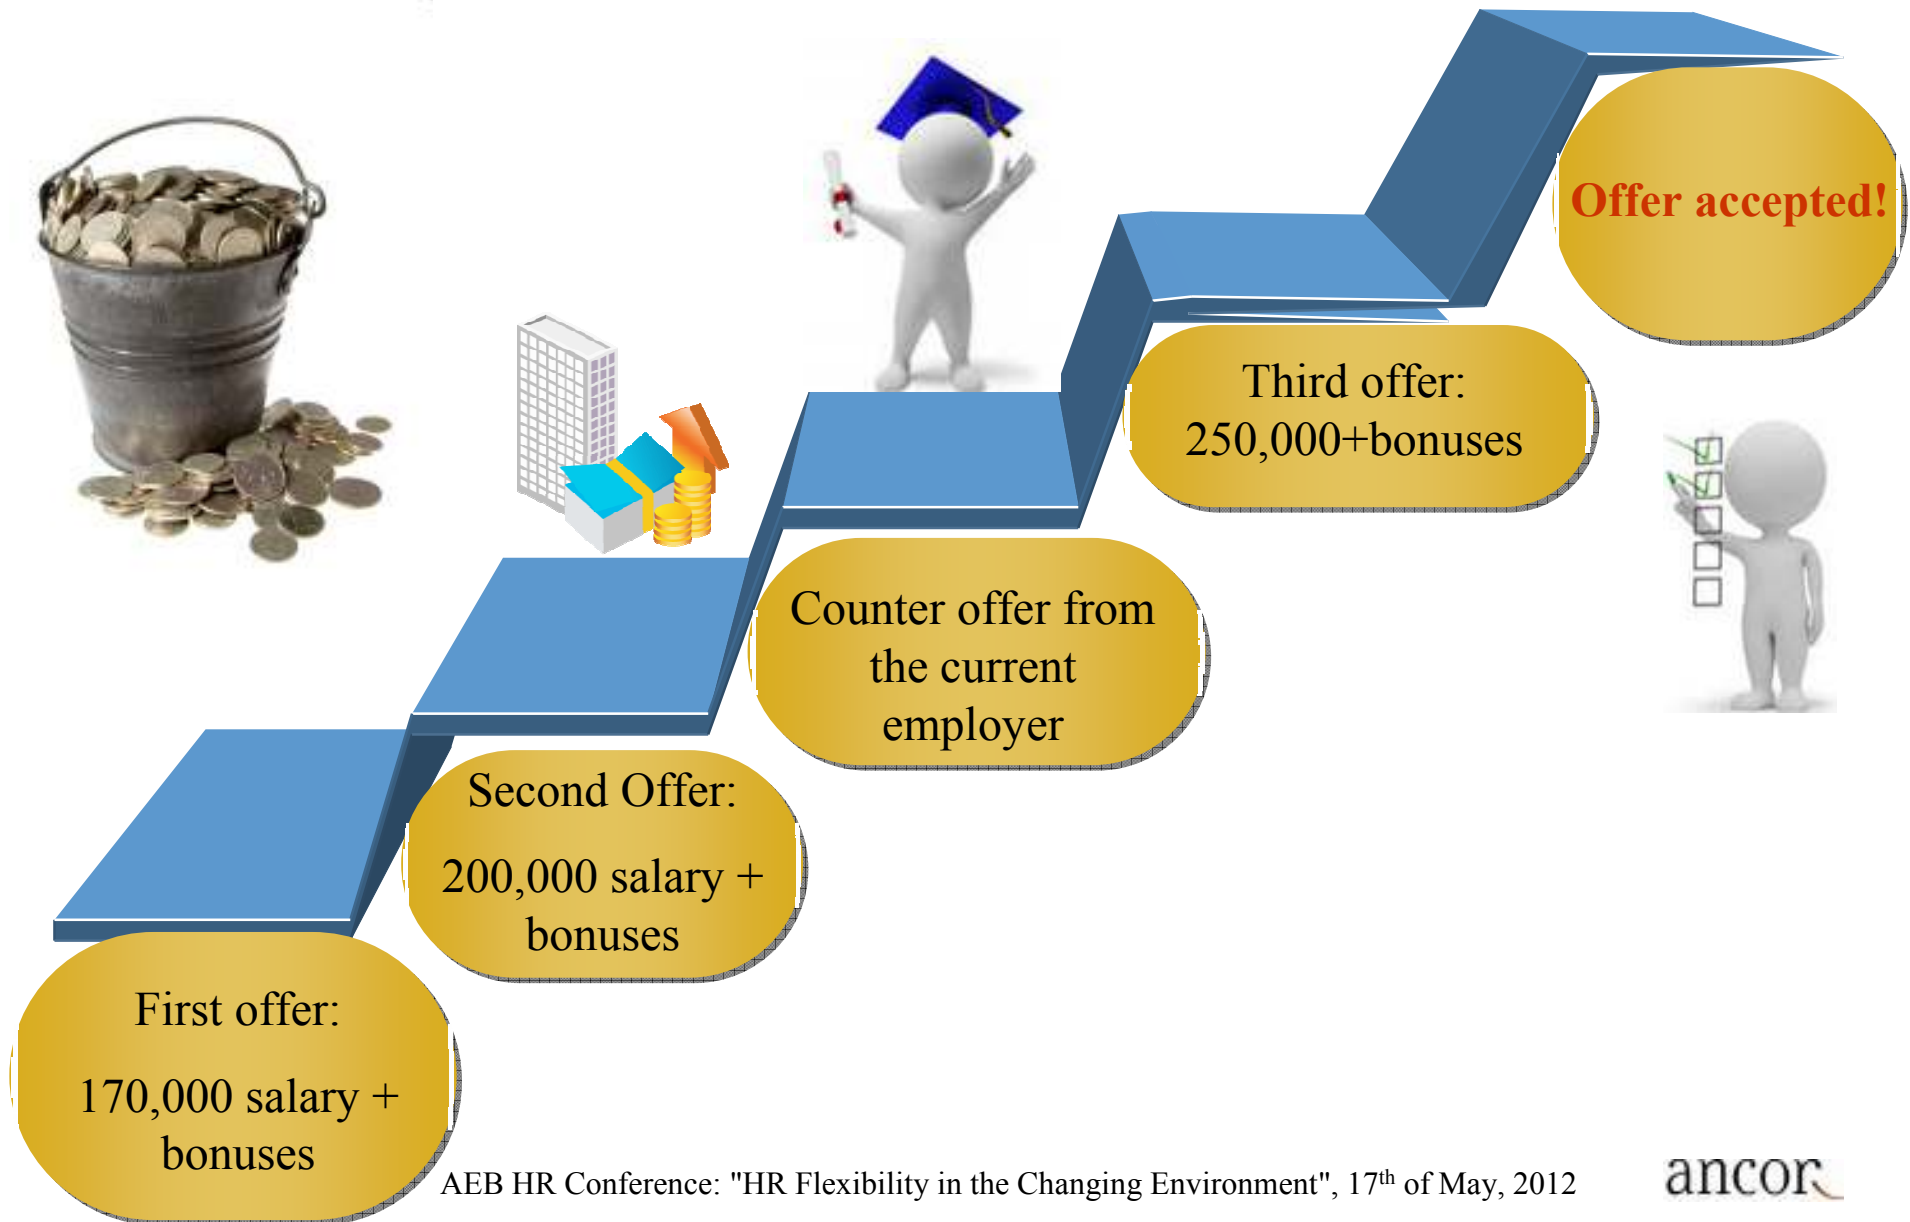 First offer:
170,000 salary +
bonuses
Second Offer:
200,000 salary +
bonuses
Counter offer from
the current
employer
Third offer:
250,000+bonuses
Offer accepted!
AEB HR Conference: "HR Flexibility in the Changing Environment", 17th of May, 2012
ancor